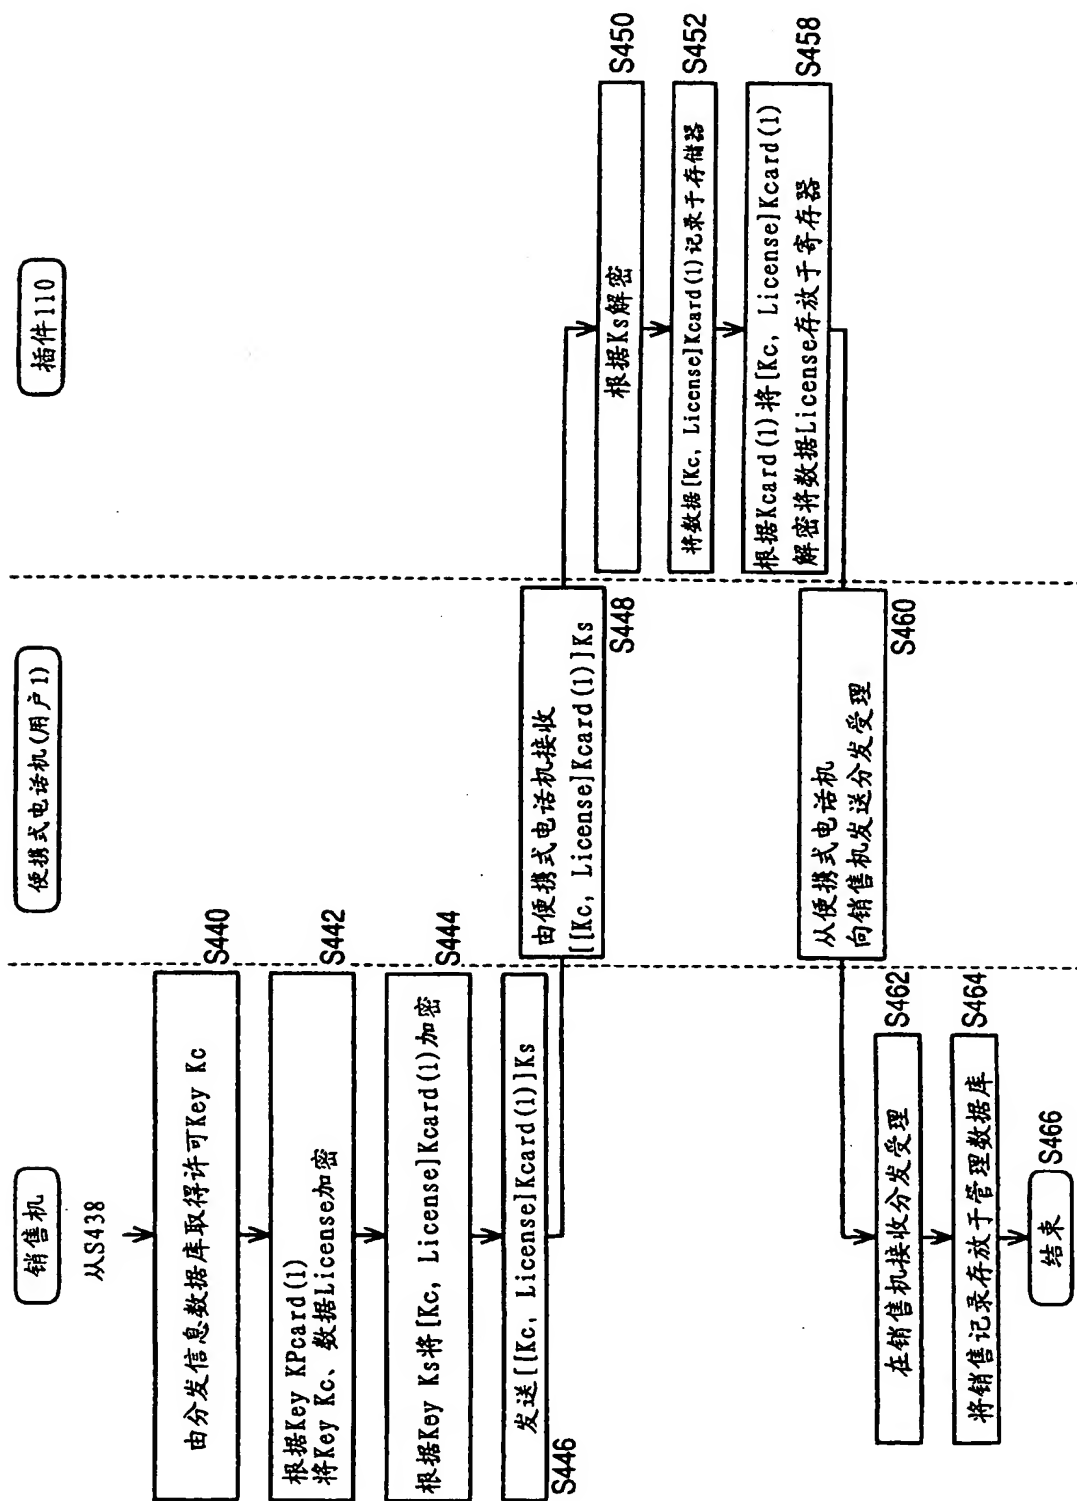 销售机
便携式电话机(用户1)
插件110
从S438
由分发信息数据库取得许可Key Kc
S440
根据Key KPcard(1)
将Key Kc、数据License加密
S442
根据Key Ks将[Kc, License]Kcard(1)加密
S444
发送[[Kc, License]Kcard(1)]Ks
S446
由便携式电话机接收
[[Kc, License]Kcard(1)]Ks
S448
根据Ks解密
S450
将数据[Kc, License]Kcard(1)记录于存储器
S452
根据Kcard(1)将[Kc, License]Kcard(1)
解密将数据License存放于寄存器
S458
从便携式电话机
向销售机发送分发受理
S460
在销售机接收分发受理
S462
将销售记录存放于管理数据库
S464
结束
S466